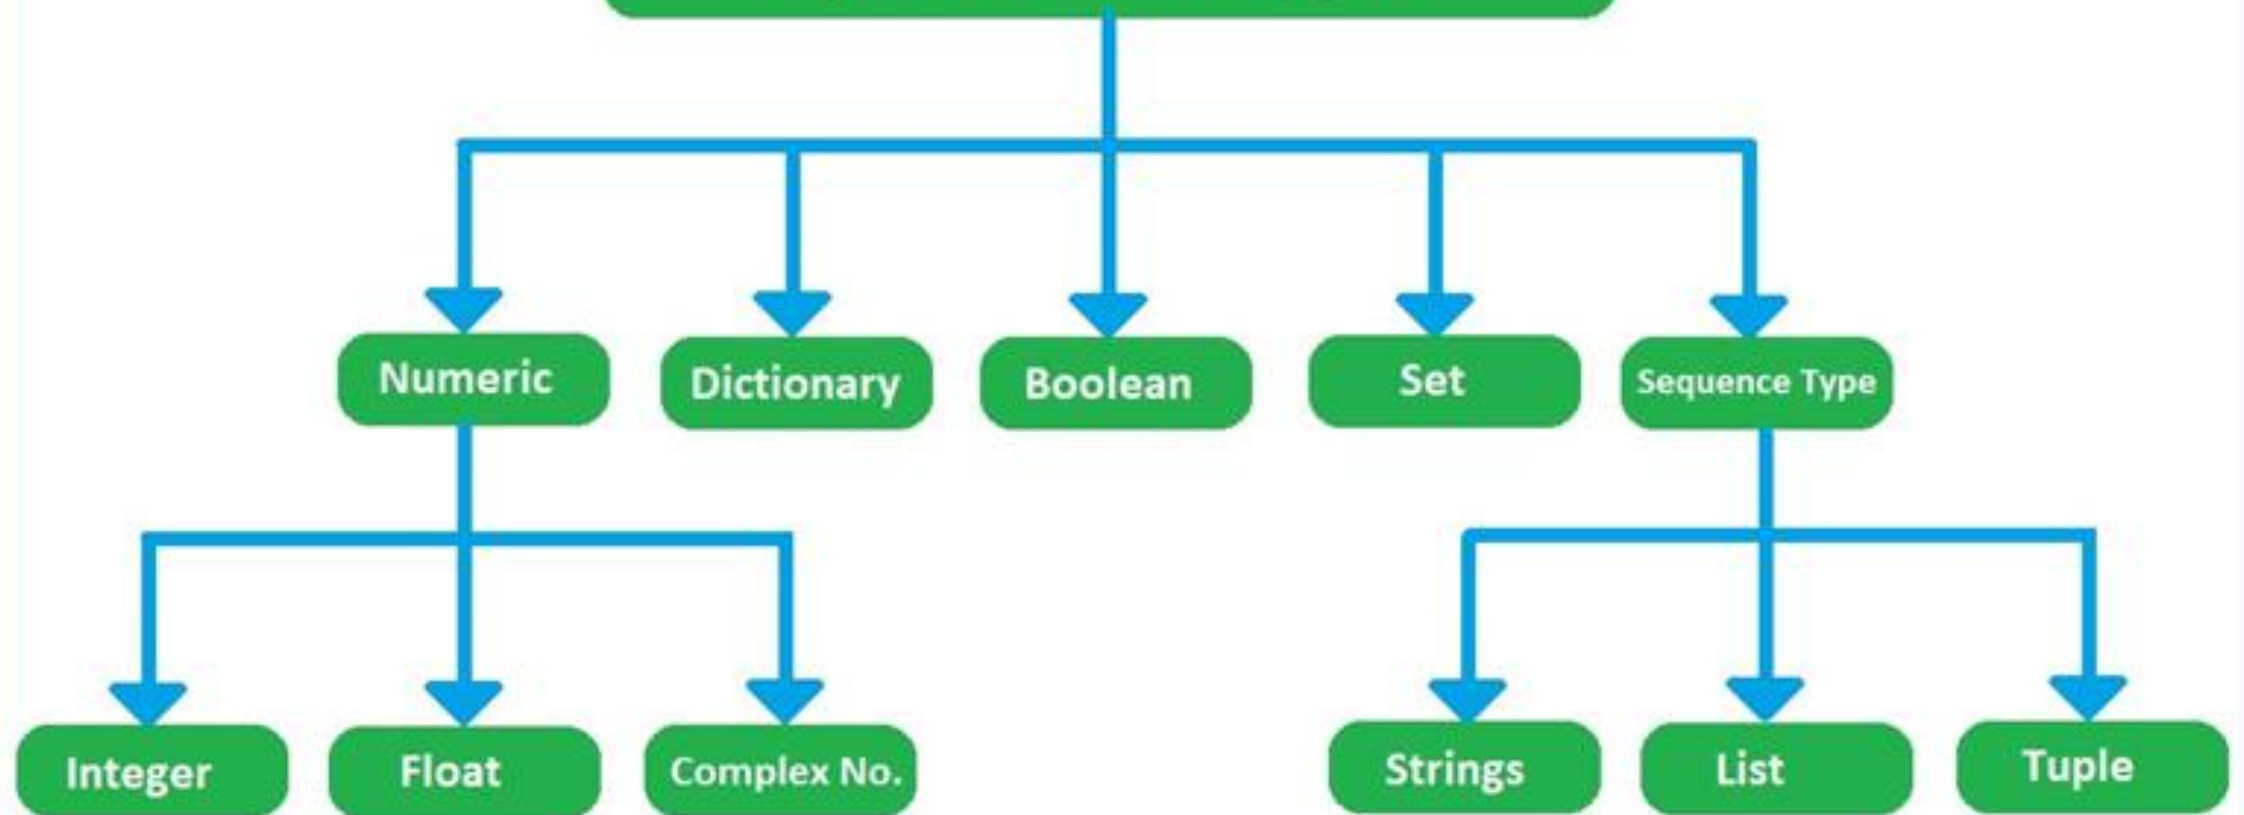 Numeric
Dictionary
Boolean
Set
Sequence Type
Integer
Float
Complex No.
Strings
List
Tuple